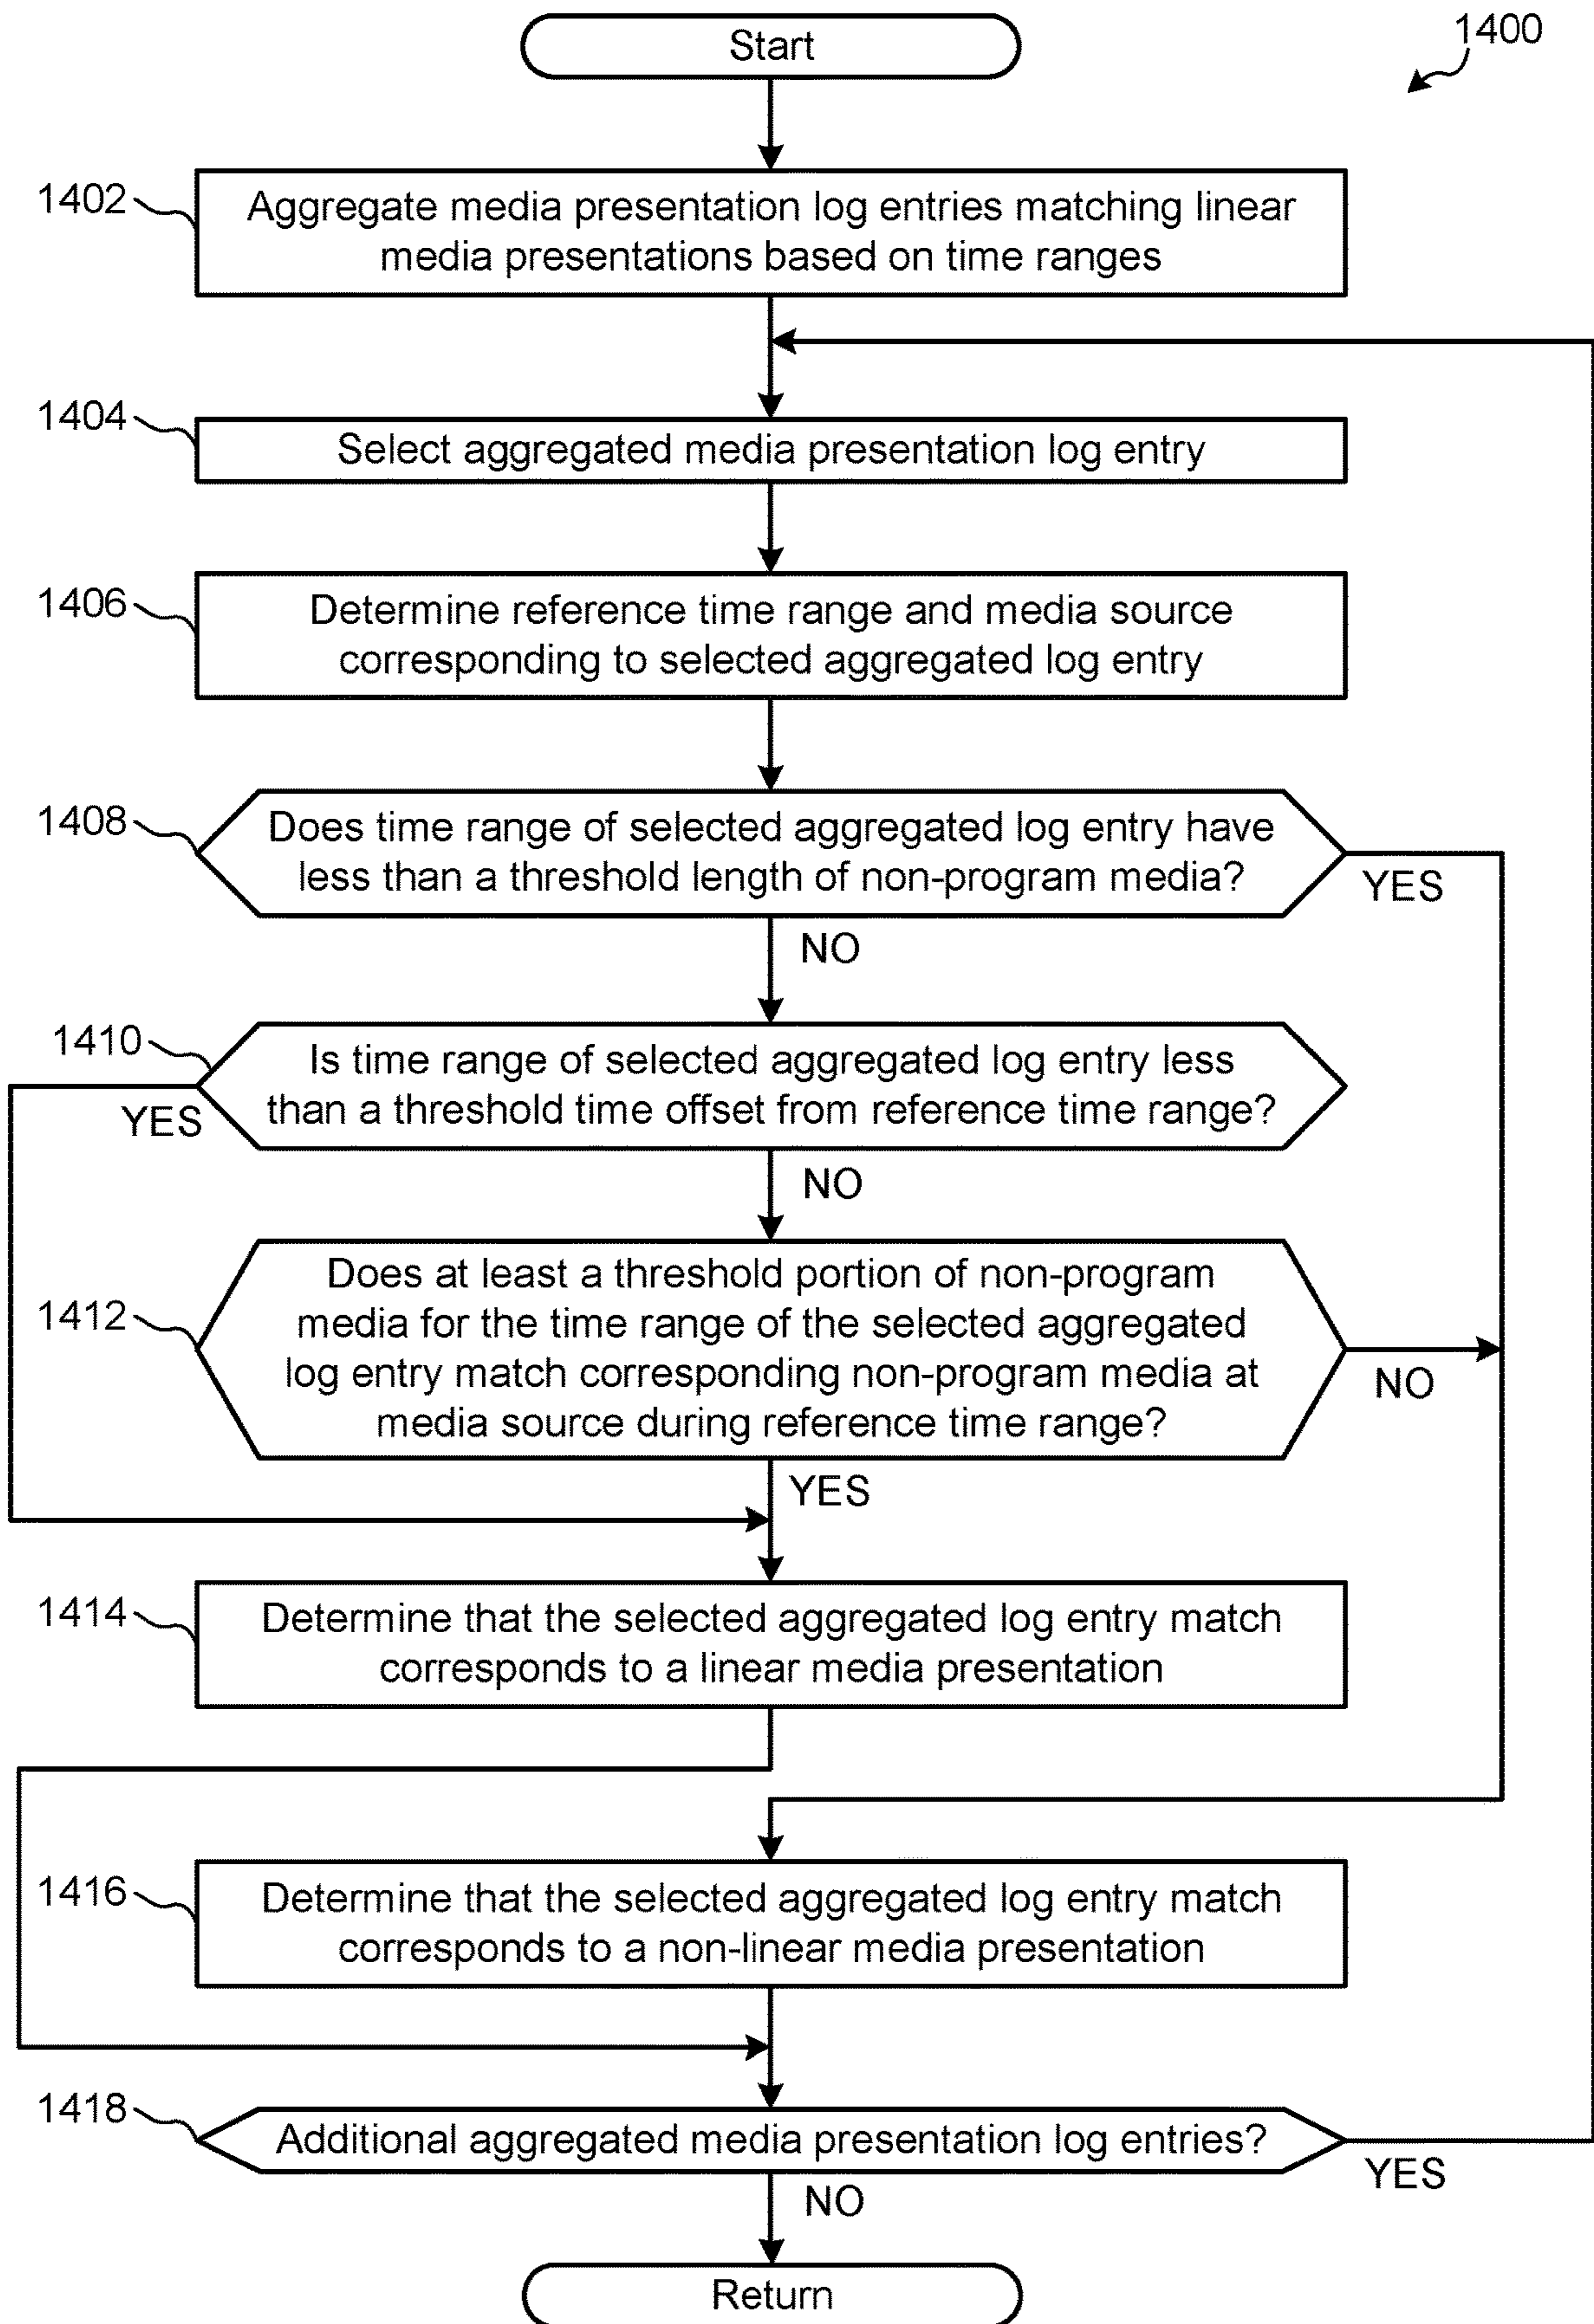 Start
1400
1402
Aggregate media presentation log entries matching linear
media presentations based on time ranges
1404
Select aggregated media presentation log entry
1406
Determine reference time range and media source
corresponding to selected aggregated log entry
1408
Does time range of selected aggregated log entry have
less than a threshold length of non-program media?
YES
NO
1410
Is time range of selected aggregated log entry less
than a threshold time offset from reference time range?
YES
NO
1412
Does at least a threshold portion of non-program
media for the time range of the selected aggregated
log entry match corresponding non-program media at
media source during reference time range?
NO
YES
1414
Determine that the selected aggregated log entry match
corresponds to a linear media presentation
1416
Determine that the selected aggregated log entry match
corresponds to a non-linear media presentation
1418
Additional aggregated media presentation log entries?
YES
NO
Return